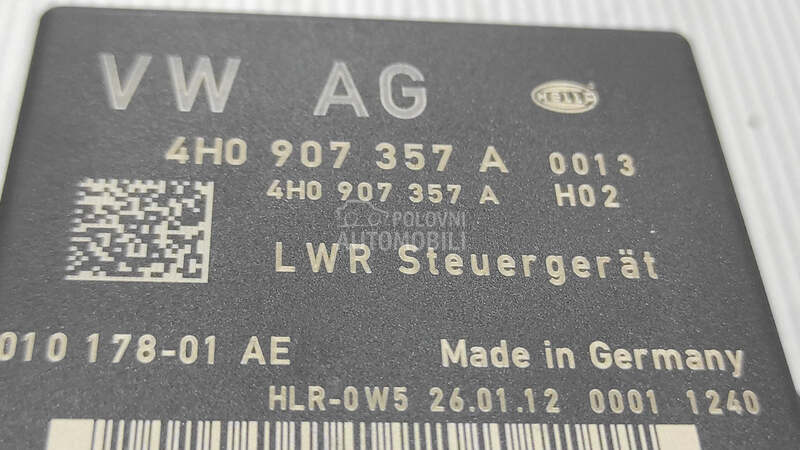 VW AG HELLA
4H0 907 357 A 0013
4H0 907 357 A H02
POLOVNI
AUTOMOBILI
LWR Steuergerät
010 178-01 AE Made in Germany
HLR-0W5 26.01.12 0001 1240